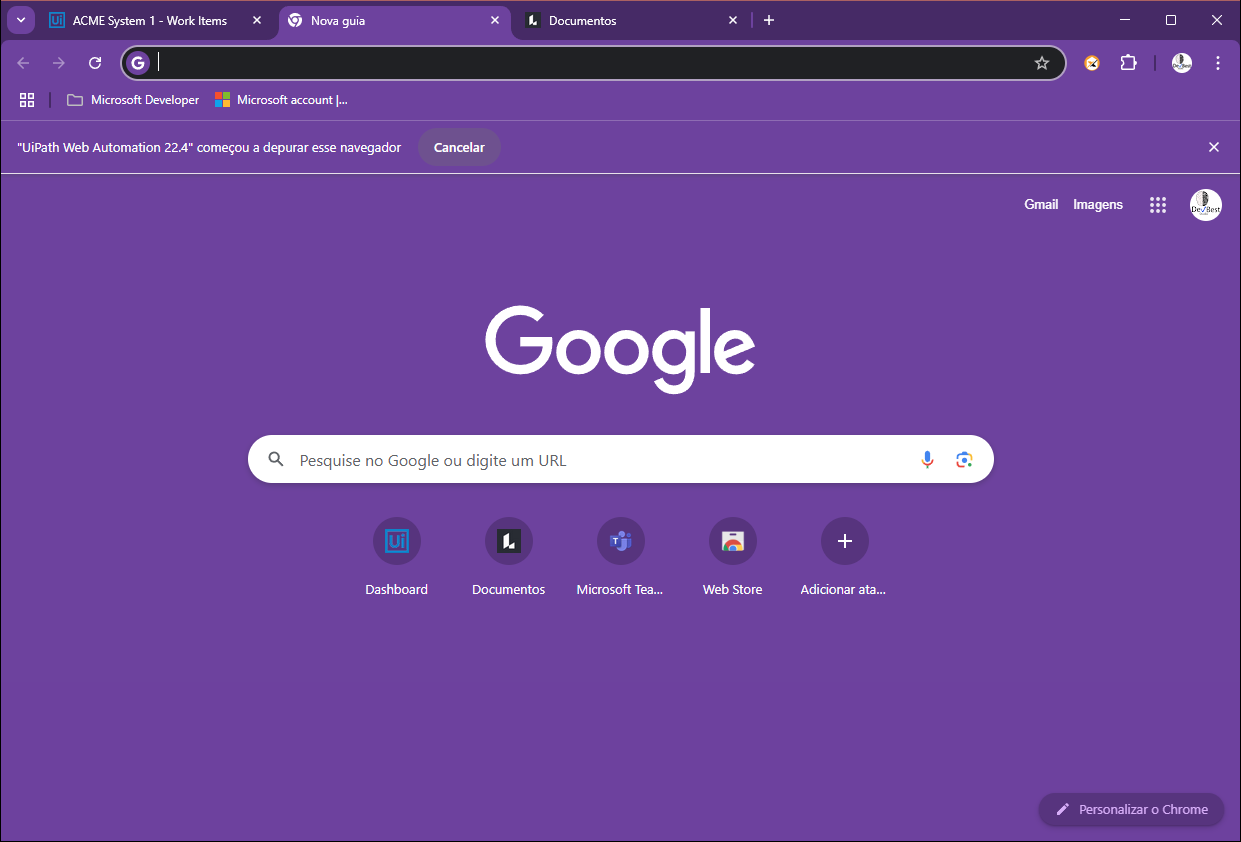 ACME System 1 - Work Items
Nova guia
Documentos
Microsoft Developer
Microsoft account |...
"UiPath Web Automation 22.4" começou a depurar esse navegador
Cancelar
Gmail
Imagens
Dev/Best
Google
Pesquise no Google ou digite um URL
Dashboard
Documentos
Microsoft Tea...
Web Store
Adicionar ata...
Personalizar o Chrome